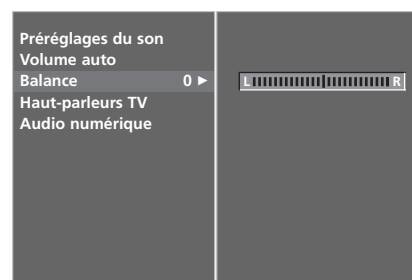 Préréglages du son
Volume auto
Balance 0 ►
L R
Haut-parleurs TV
Audio numérique